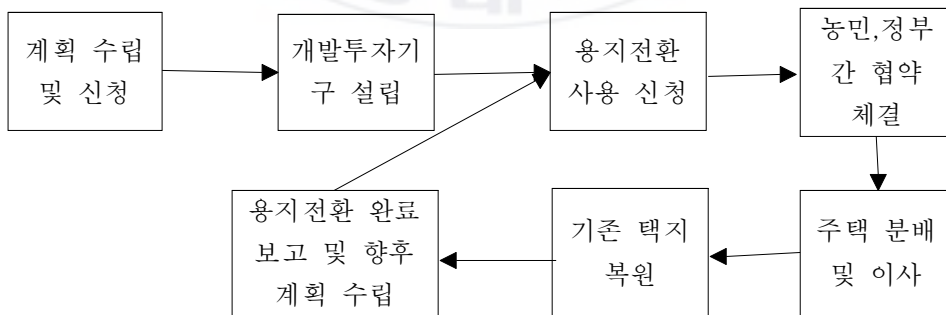 계획 수립
및 신청
개발투자기
구 설립
용지전환
사용 신청
농민,정부
간 협약
체결
용지전환 완료
보고 및 향후
계획 수립
기존 택지
복원
주택 분배
및 이사